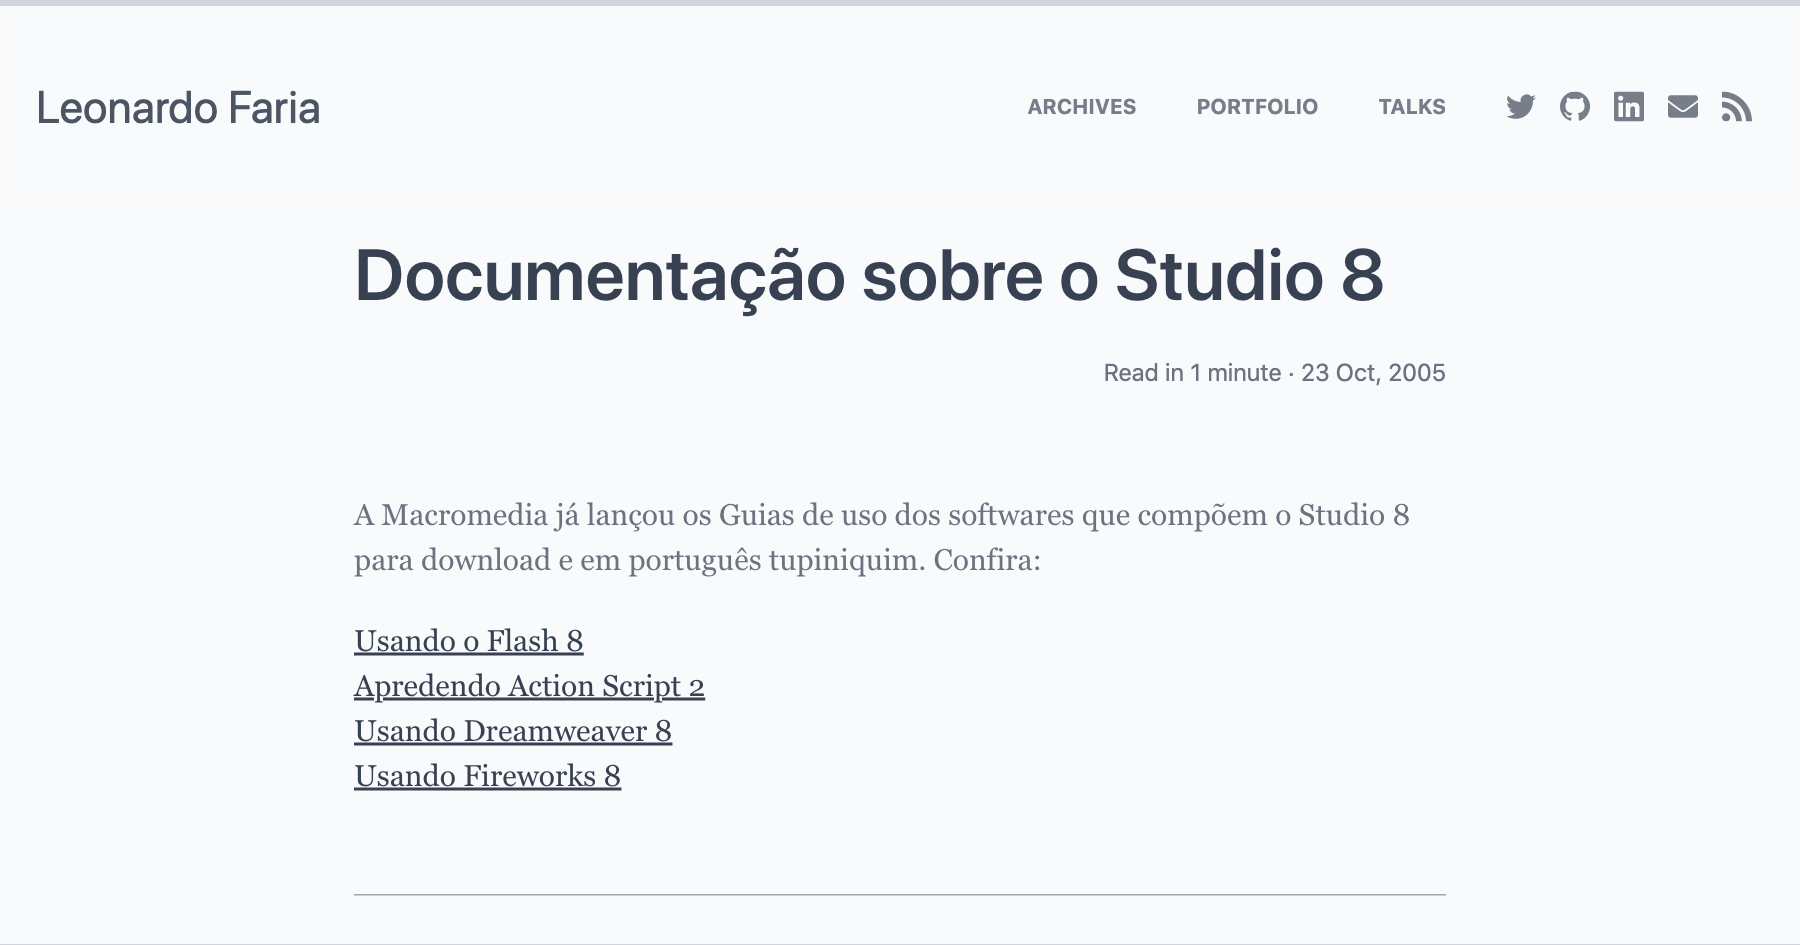 Leonardo Faria
ARCHIVES PORTFOLIO TALKS
Documentação sobre o Studio 8
Read in 1 minute · 23 Oct, 2005
A Macromedia já lançou os Guias de uso dos softwares que compõem o Studio 8
para download e em português tupiniquim. Confira:
Usando o Flash 8
Apredendo Action Script 2
Usando Dreamweaver 8
Usando Fireworks 8